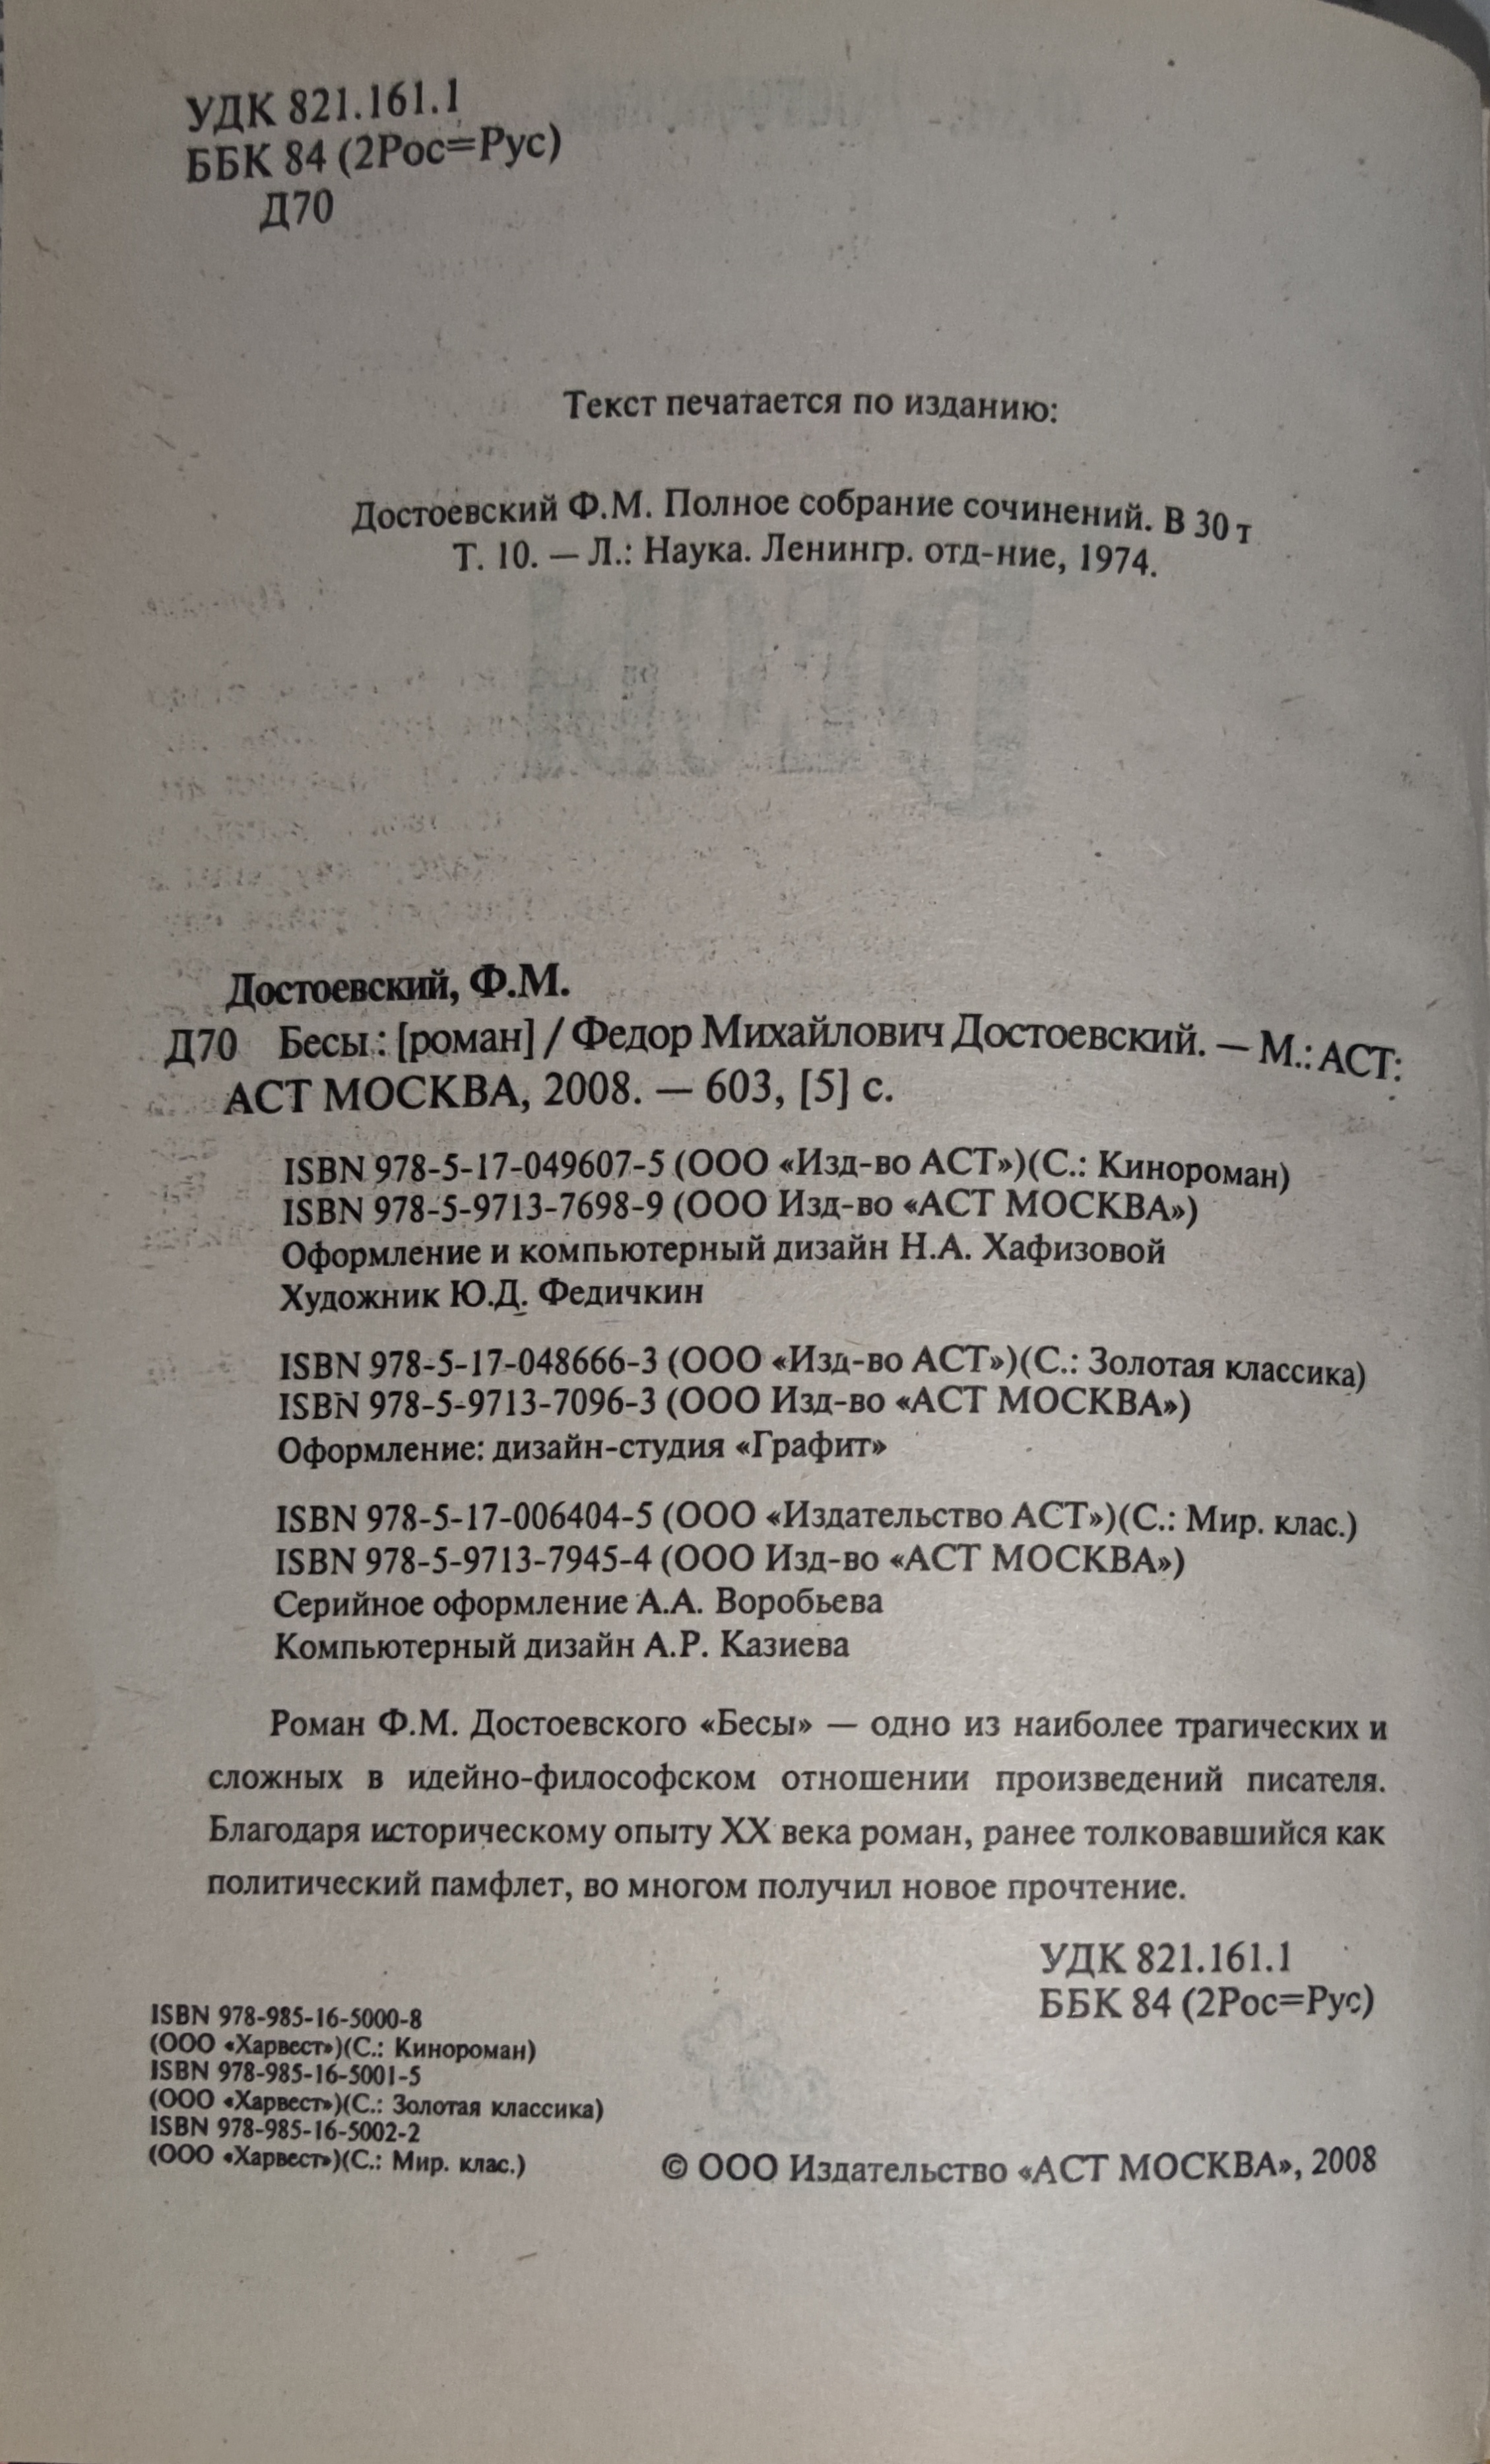 УДК 821.161.1
ББК 84 (2Рос=Рус)
Д70
Текст печатается по изданию:
Достоевский Ф.М. Полное собрание сочинений. В 30 т
Т. 10. — Л.: Наука. Ленингр. отд-ние, 1974.
Достоевский, Ф.М.
Д70 Бесы : [роман] / Федор Михайлович Достоевский. — М.: АСТ:
АСТ МОСКВА, 2008. — 603, [5] с.
ISBN 978-5-17-049607-5 (ООО «Изд-во АСТ»)(С.: Кинороман)
ISBN 978-5-9713-7698-9 (ООО Изд-во «АСТ МОСКВА»)
Оформление и компьютерный дизайн Н.А. Хафизовой
Художник Ю.Д. Федичкин
ISBN 978-5-17-048666-3 (ООО «Изд-во АСТ»)(С.: Золотая классика)
ISBN 978-5-9713-7096-3 (ООО Изд-во «АСТ МОСКВА»)
Оформление: дизайн-студия «Графит»
ISBN 978-5-17-006404-5 (ООО «Издательство АСТ»)(С.: Мир. клас.)
ISBN 978-5-9713-7945-4 (ООО Изд-во «АСТ МОСКВА»)
Серийное оформление А.А. Воробьева
Компьютерный дизайн А.Р. Казиева
Роман Ф.М. Достоевского «Бесы» — одно из наиболее трагических и
сложных в идейно-философском отношении произведений писателя.
Благодаря историческому опыту XX века роман, ранее толковавшийся как
политический памфлет, во многом получил новое прочтение.
УДК 821.161.1
ББК 84 (2Рос=Рус)
ISBN 978-985-16-5000-8
(ООО «Харвест»)(С.: Кинороман)
ISBN 978-985-16-5001-5
(ООО «Харвест»)(С.: Золотая классика)
ISBN 978-985-16-5002-2
(ООО «Харвест»)(С.: Мир. клас.)
© ООО Издательство «АСТ МОСКВА», 2008